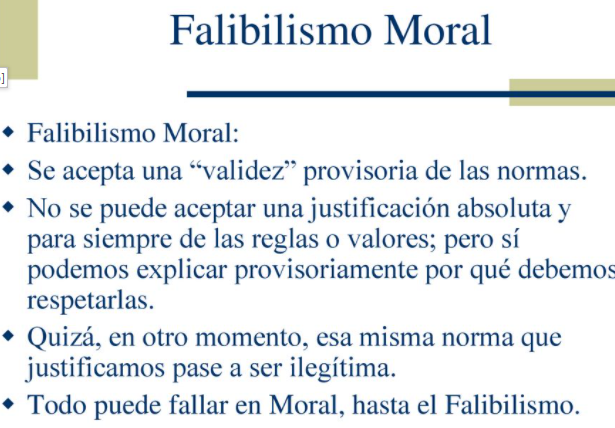 Falibilismo Moral
Falibilismo Moral:
Se acepta una “validez” provisoria de las normas.
No se puede aceptar una justificación absoluta y
para siempre de las reglas o valores; pero sí
podemos explicar provisoriamente por qué debemos
respetarlas.
Quizá, en otro momento, esa misma norma que
justificamos pase a ser ilegítima.
Todo puede fallar en Moral, hasta el Falibilismo.